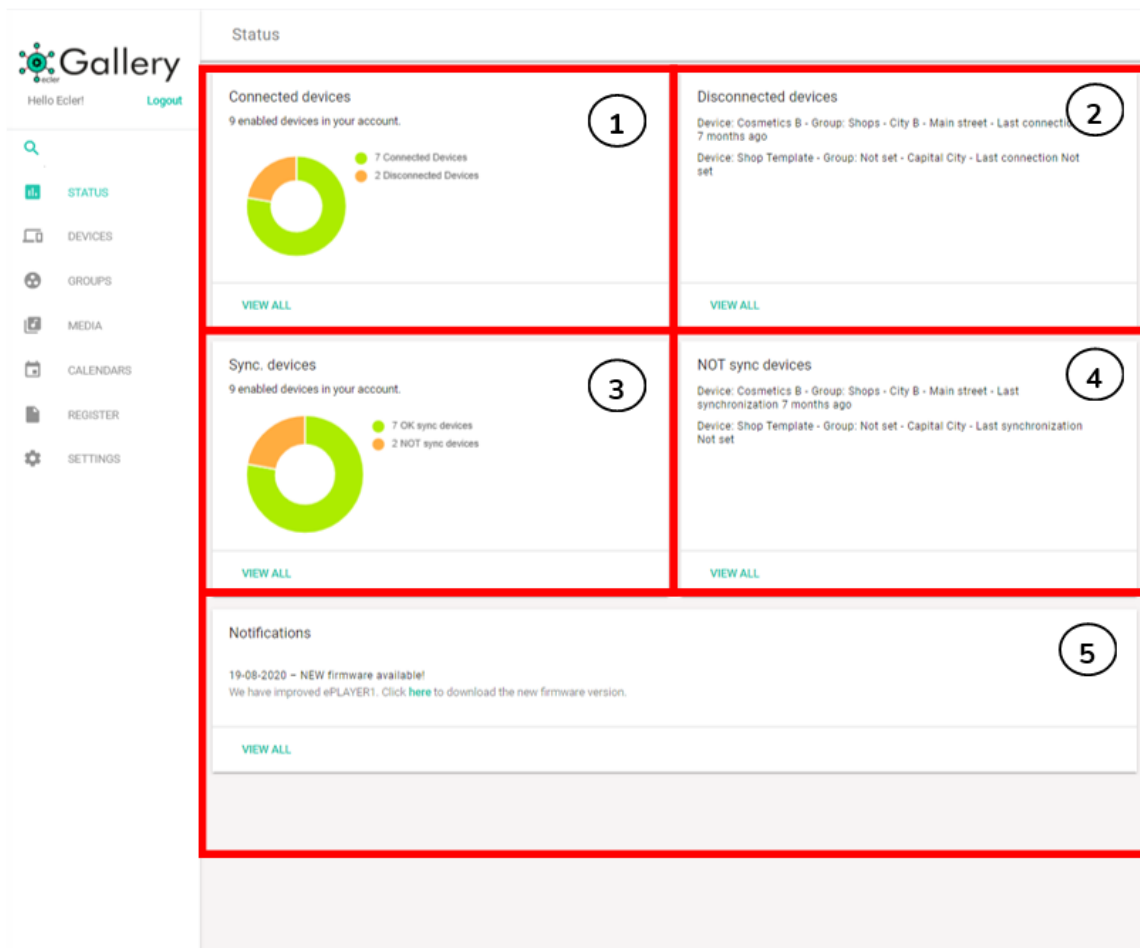 Status
Gallery
ecler
Hello Ecler!
Logout
STATUS
DEVICES
GROUPS
MEDIA
CALENDARS
REGISTER
SETTINGS
Connected devices
1
9 enabled devices in your account.
7 Connected Devices
2 Disconnected Devices
VIEW ALL
Disconnected devices
2
Device: Cosmetics B - Group: Shops - City B - Main street - Last
7 months ago
Device: Shop Template - Group: Not set - Capital City - Last connection Not
set
VIEW ALL
Sync. devices
3
9 enabled devices in your account.
7 OK sync devices
2 NOT sync devices
VIEW ALL
NOT sync devices
4
Device: Cosmetics B - Group: Shops - City B - Main street - Last
synchronization 7 months ago
Device: Shop Template - Group: Not set - Capital City - Last synchronization
Not set
VIEW ALL
Notifications
5
19-08-2020 – NEW firmware available!
We have improved ePLAYER1. Click here to download the new firmware version.
VIEW ALL